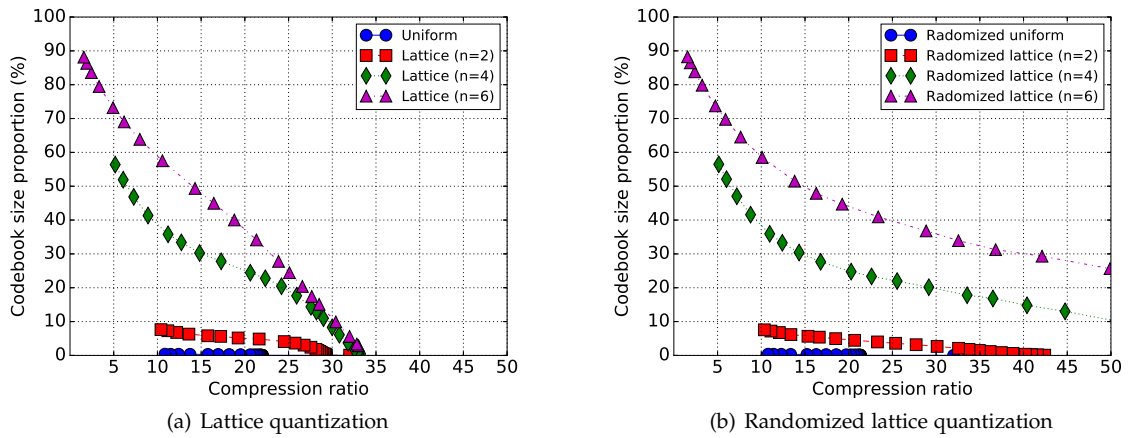 100
90
80
70
60
50
40
30
20
10
0
Codebook size proportion (%)
5 10 15 20 25 30 35 40 45 50
Compression ratio
Uniform
Lattice (n=2)
Lattice (n=4)
Lattice (n=6)
(a) Lattice quantization
100
90
80
70
60
50
40
30
20
10
0
Codebook size proportion (%)
5 10 15 20 25 30 35 40 45 50
Compression ratio
Radomized uniform
Radomized lattice (n=2)
Radomized lattice (n=4)
Radomized lattice (n=6)
(b) Randomized lattice quantization